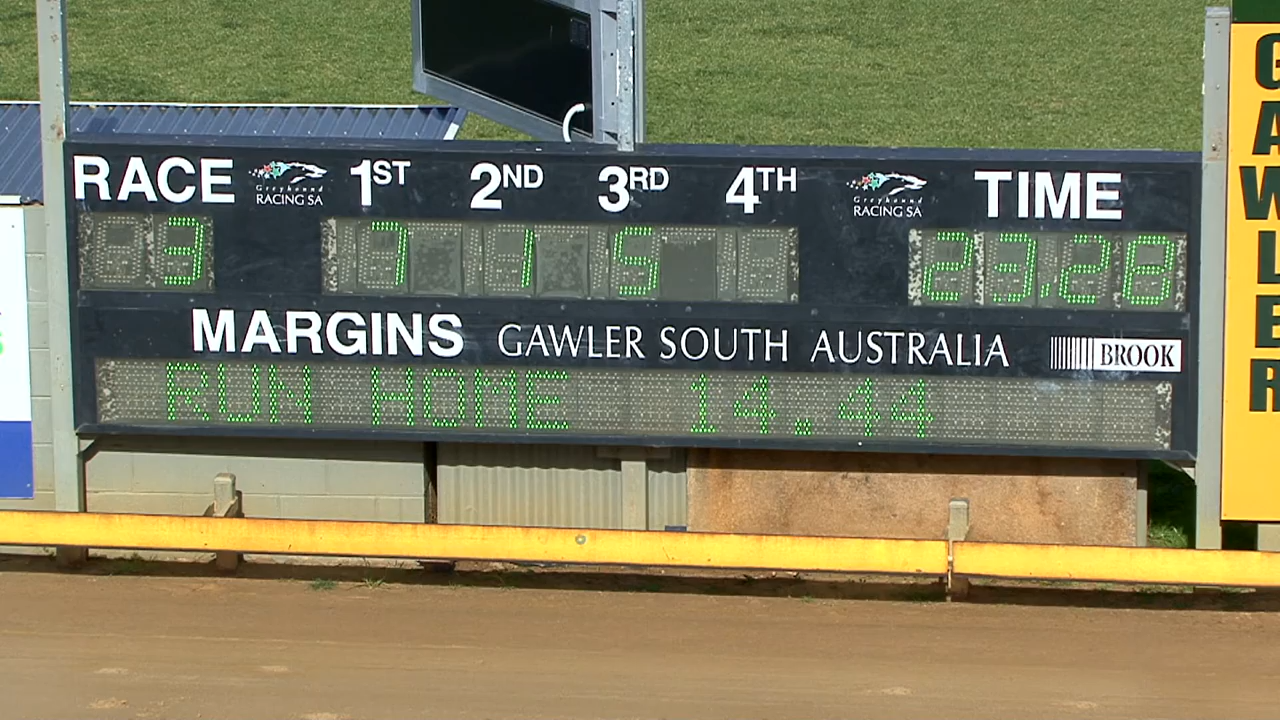 RACE Greyhound RACING SA 1ST 2ND 3RD 4TH Greyhound RACING SA TIME
3 7 1 5 23.28
MARGINS GAWLER SOUTH AUSTRALIA BROOK
RUN HOME 14.44
GAWLER